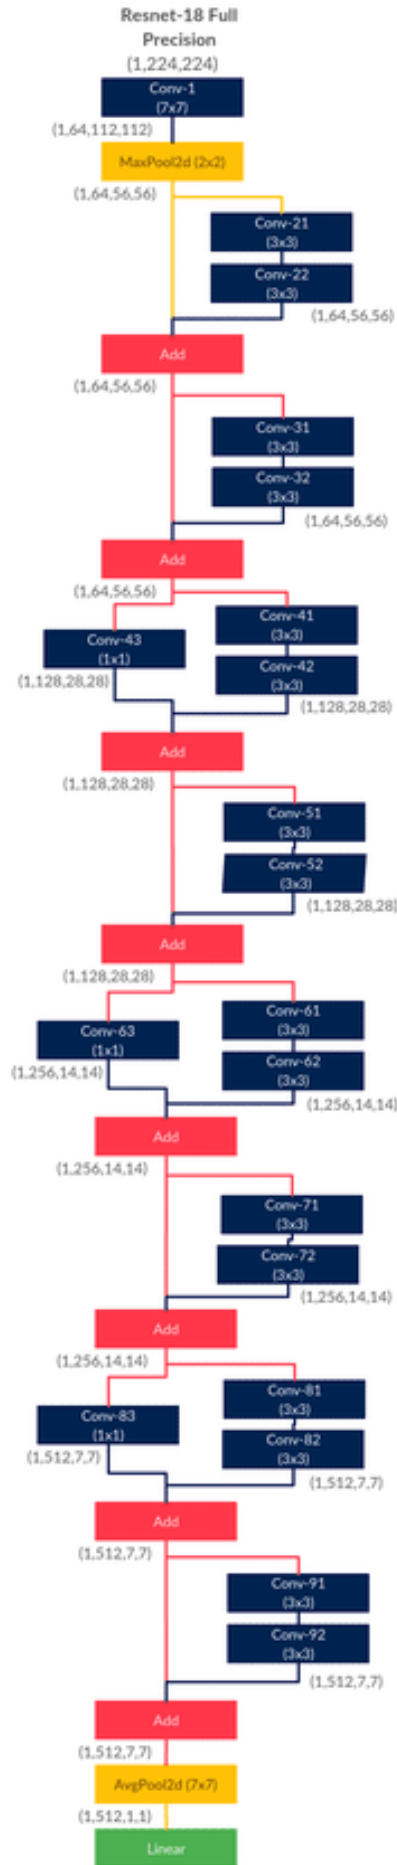 Resnet-18 Full
Precision
(1,224,224)
Conv-1
(7x7)
(1,64,112,112)
MaxPool2d (2x2)
(1,64,56,56)
Conv-21
(3x3)
Conv-22
(3x3)
(1,64,56,56)
Add
(1,64,56,56)
Conv-31
(3x3)
Conv-32
(3x3)
(1,64,56,56)
Add
(1,64,56,56)
Conv-41
(3x3)
Conv-43
(1x1)
Conv-42
(3x3)
(1,128,28,28)
(1,128,28,28)
Add
(1,128,28,28)
Conv-51
(3x3)
Conv-52
(3x3)
(1,128,28,28)
Add
(1,128,28,28)
Conv-61
(3x3)
Conv-63
(1x1)
Conv-62
(3x3)
(1,256,14,14)
(1,256,14,14)
Add
(1,256,14,14)
Conv-71
(3x3)
Conv-72
(3x3)
(1,256,14,14)
Add
(1,256,14,14)
Conv-81
(3x3)
Conv-83
(1x1)
Conv-82
(3x3)
(1,512,7,7)
(1,512,7,7)
Add
(1,512,7,7)
Conv-91
(3x3)
Conv-92
(3x3)
(1,512,7,7)
Add
(1,512,7,7)
AvgPool2d (7x7)
(1,512,1,1)
Linear